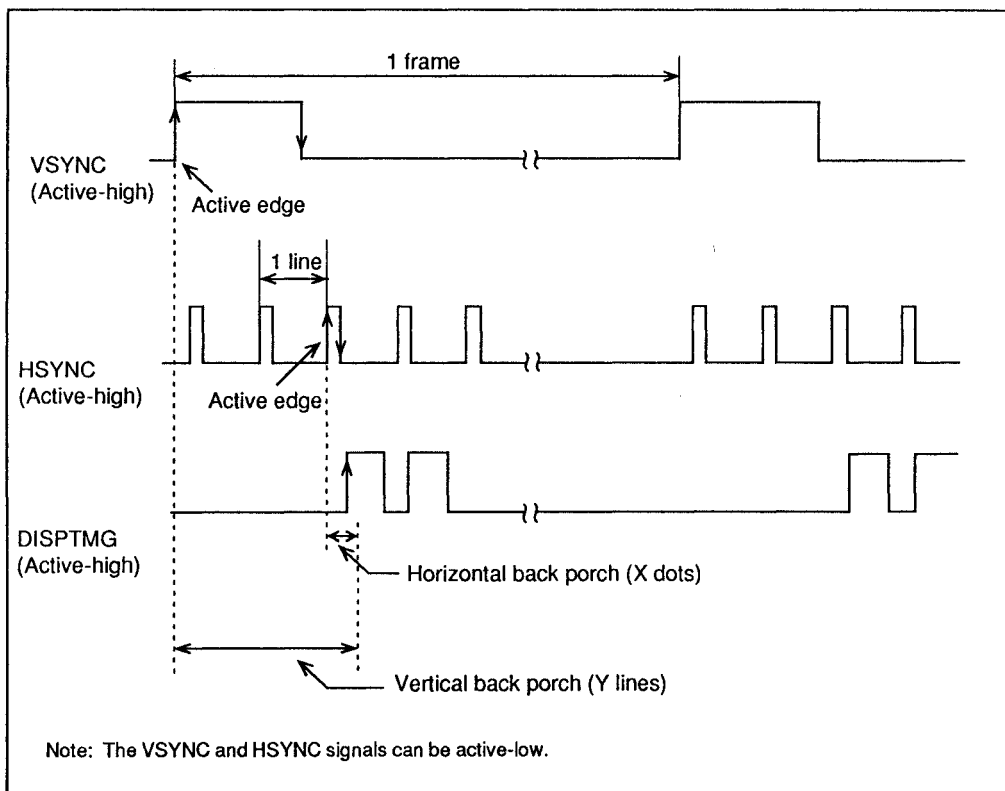 1 frame
VSYNC
(Active-high)
Active edge
1 line
HSYNC
(Active-high)
Active edge
DISPTMG
(Active-high)
Horizontal back porch (X dots)
Vertical back porch (Y lines)
Note: The VSYNC and HSYNC signals can be active-low.